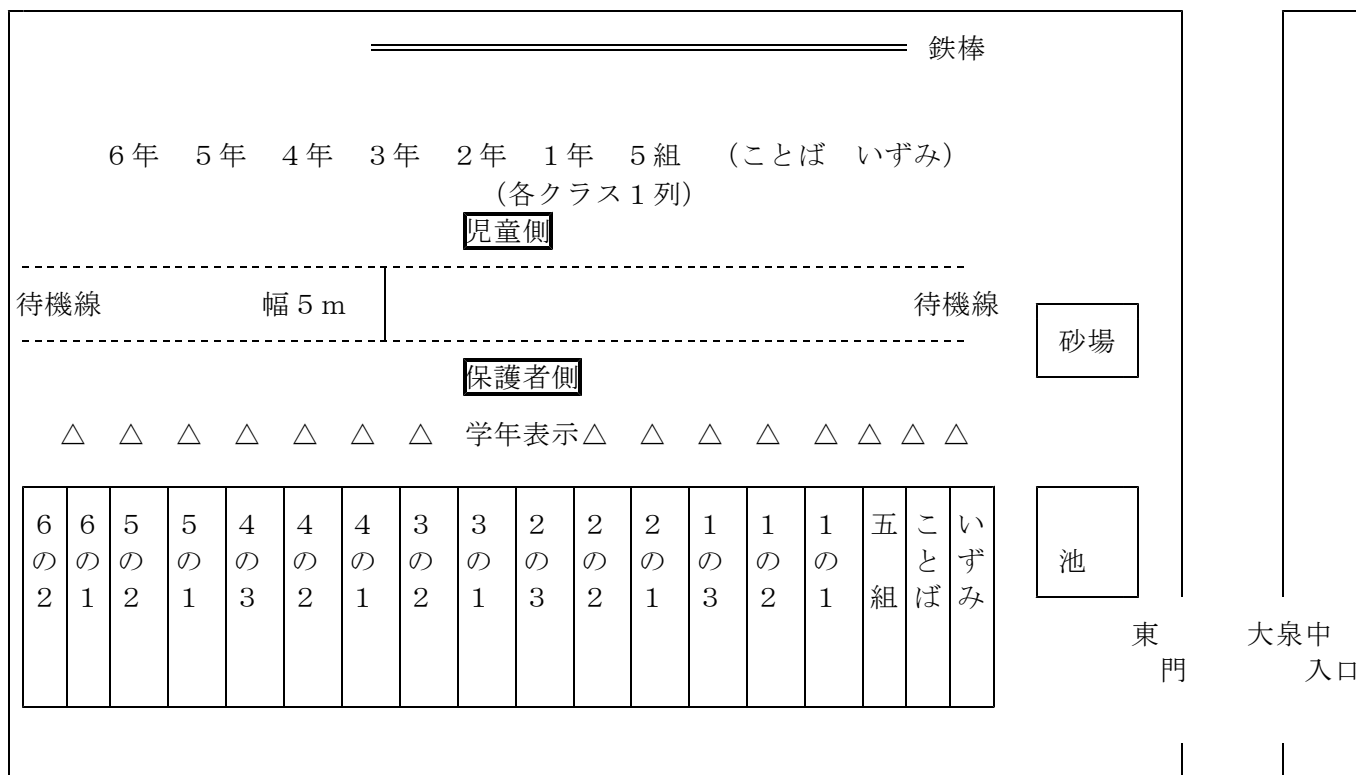 鉄棒
6年 5年 4年 3年 2年 1年 5組 (ことば いずみ)
(各クラス1列)
児童側
待機線 幅5m 待機線
砂場
保護者側
△ △ △ △ △ △ △ 学年表示△ △ △ △ △ △ △ △
6の2
6の1
5の2
5の1
4の3
4の2
4の1
3の2
3の1
2の3
2の2
2の1
1の3
1の2
1の1
五組
ことば
いずみ
池
東門
大泉中
入口